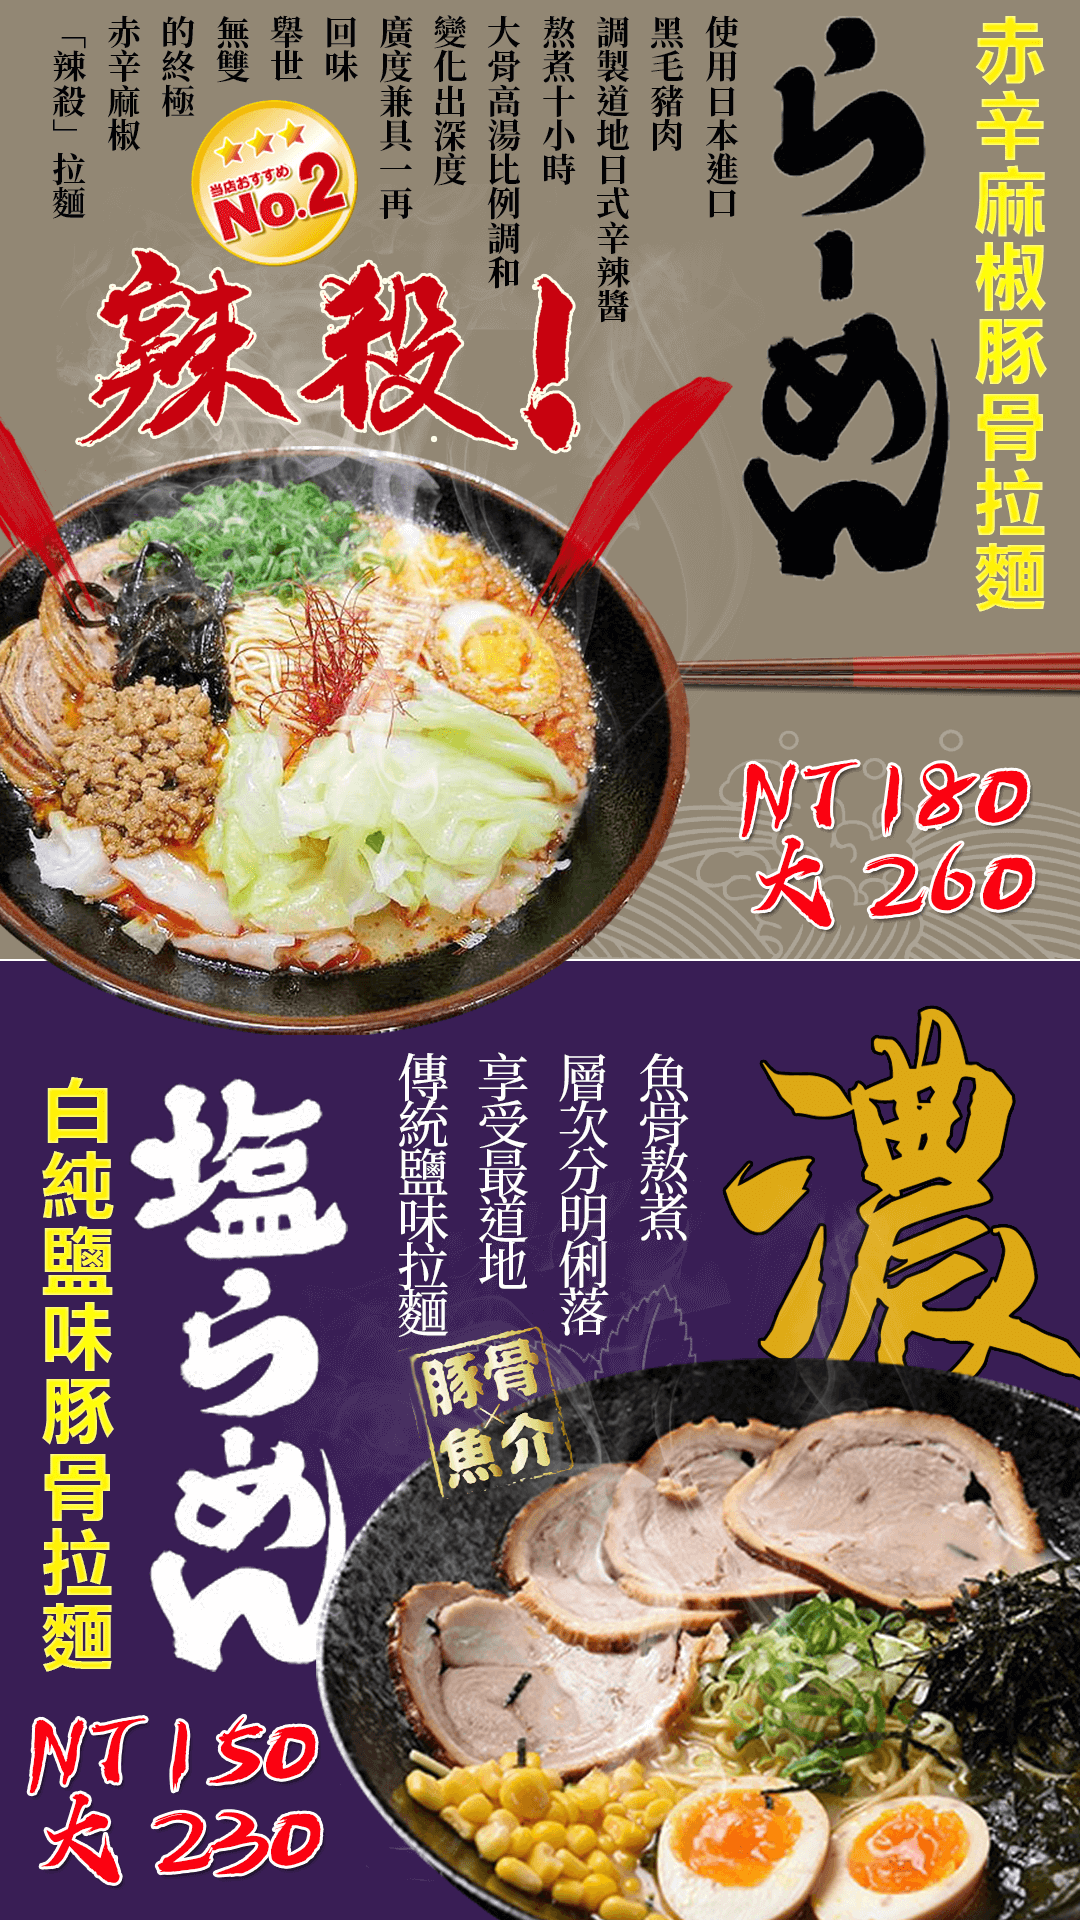 赤辛麻椒豚骨拉麵
らーめん
使用日本進口
黑毛豬肉
調製道地日式辛辣醬
熬煮十小時
大骨高湯比例調和
變化出深度
廣度兼具一再
回味
舉世
無雙
的終極
赤辛麻椒
「辣殺」拉麵
当店おすすめ
No.2
辣殺！
NT 180
大 260
濃
魚骨熬煮
層次分明俐落
享受最道地
傳統鹽味拉麵
豚骨
×
魚介
塩らーめん
白純鹽味豚骨拉麵
NT 150
大 230